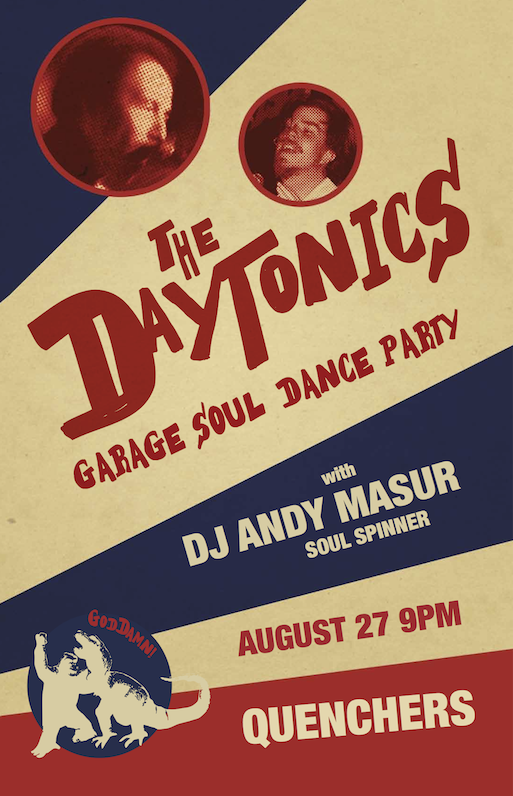 THE
DAYTONICS
GARAGE SOUL DANCE PARTY
with
DJ ANDY MASUR
SOUL SPINNER
GODDAMN!
AUGUST 27 9PM
QUENCHERS